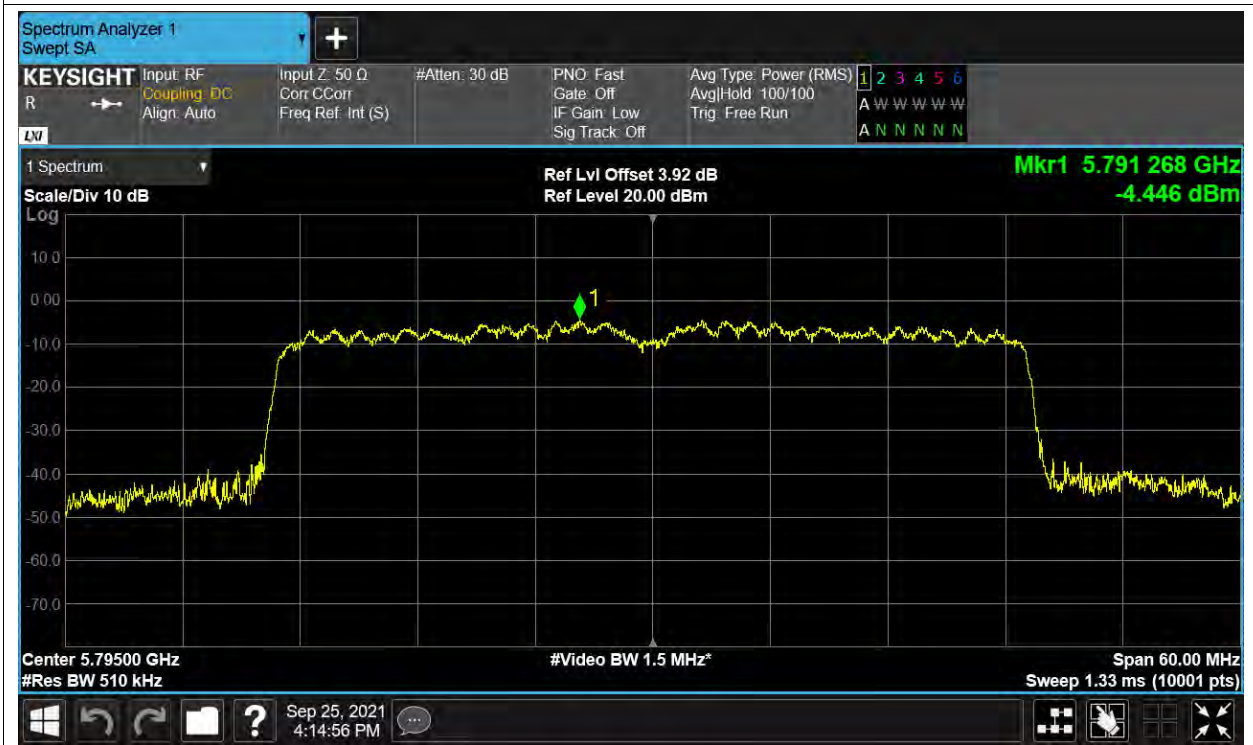 Spectrum Analyzer 1
Swept SA
KEYSIGHT
R
LXI
Input: RF
Coupling: DC
Align: Auto
Input Z: 50 Ω
Corr CCorr
Freq Ref: Int (S)
#Atten: 30 dB
PNO: Fast
Gate: Off
IF Gain: Low
Sig Track: Off
Avg Type: Power (RMS)
Avg|Hold: 100/100
Trig: Free Run
1 2 3 4 5 6
A W W W W W
A N N N N N
1 Spectrum
Scale/Div 10 dB
Log
Ref Lvl Offset 3.92 dB
Ref Level 20.00 dBm
Mkr1 5.791 268 GHz
-4.446 dBm
10.0
0.00
-10.0
-20.0
-30.0
-40.0
-50.0
-60.0
-70.0
1
Center 5.79500 GHz
#Res BW 510 kHz
#Video BW 1.5 MHz*
Span 60.00 MHz
Sweep 1.33 ms (10001 pts)
?
Sep 25, 2021
4:14:56 PM